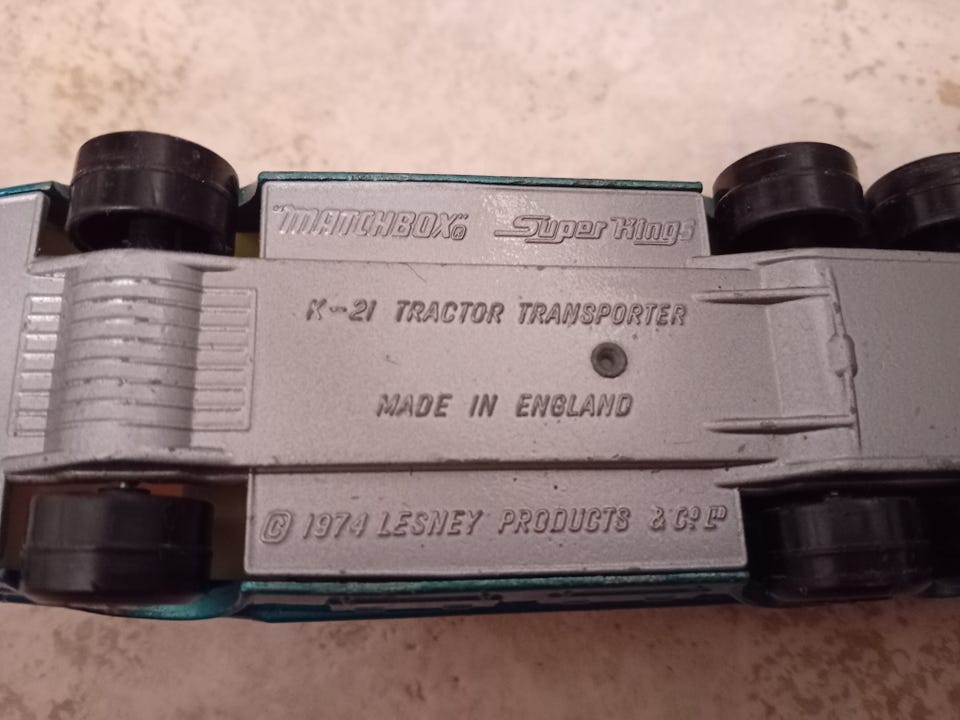 "MATCHBOX"® Super Kings
K-21 TRACTOR TRANSPORTER
MADE IN ENGLAND
© 1974 LESNEY PRODUCTS & Cº Lᵀᴰ